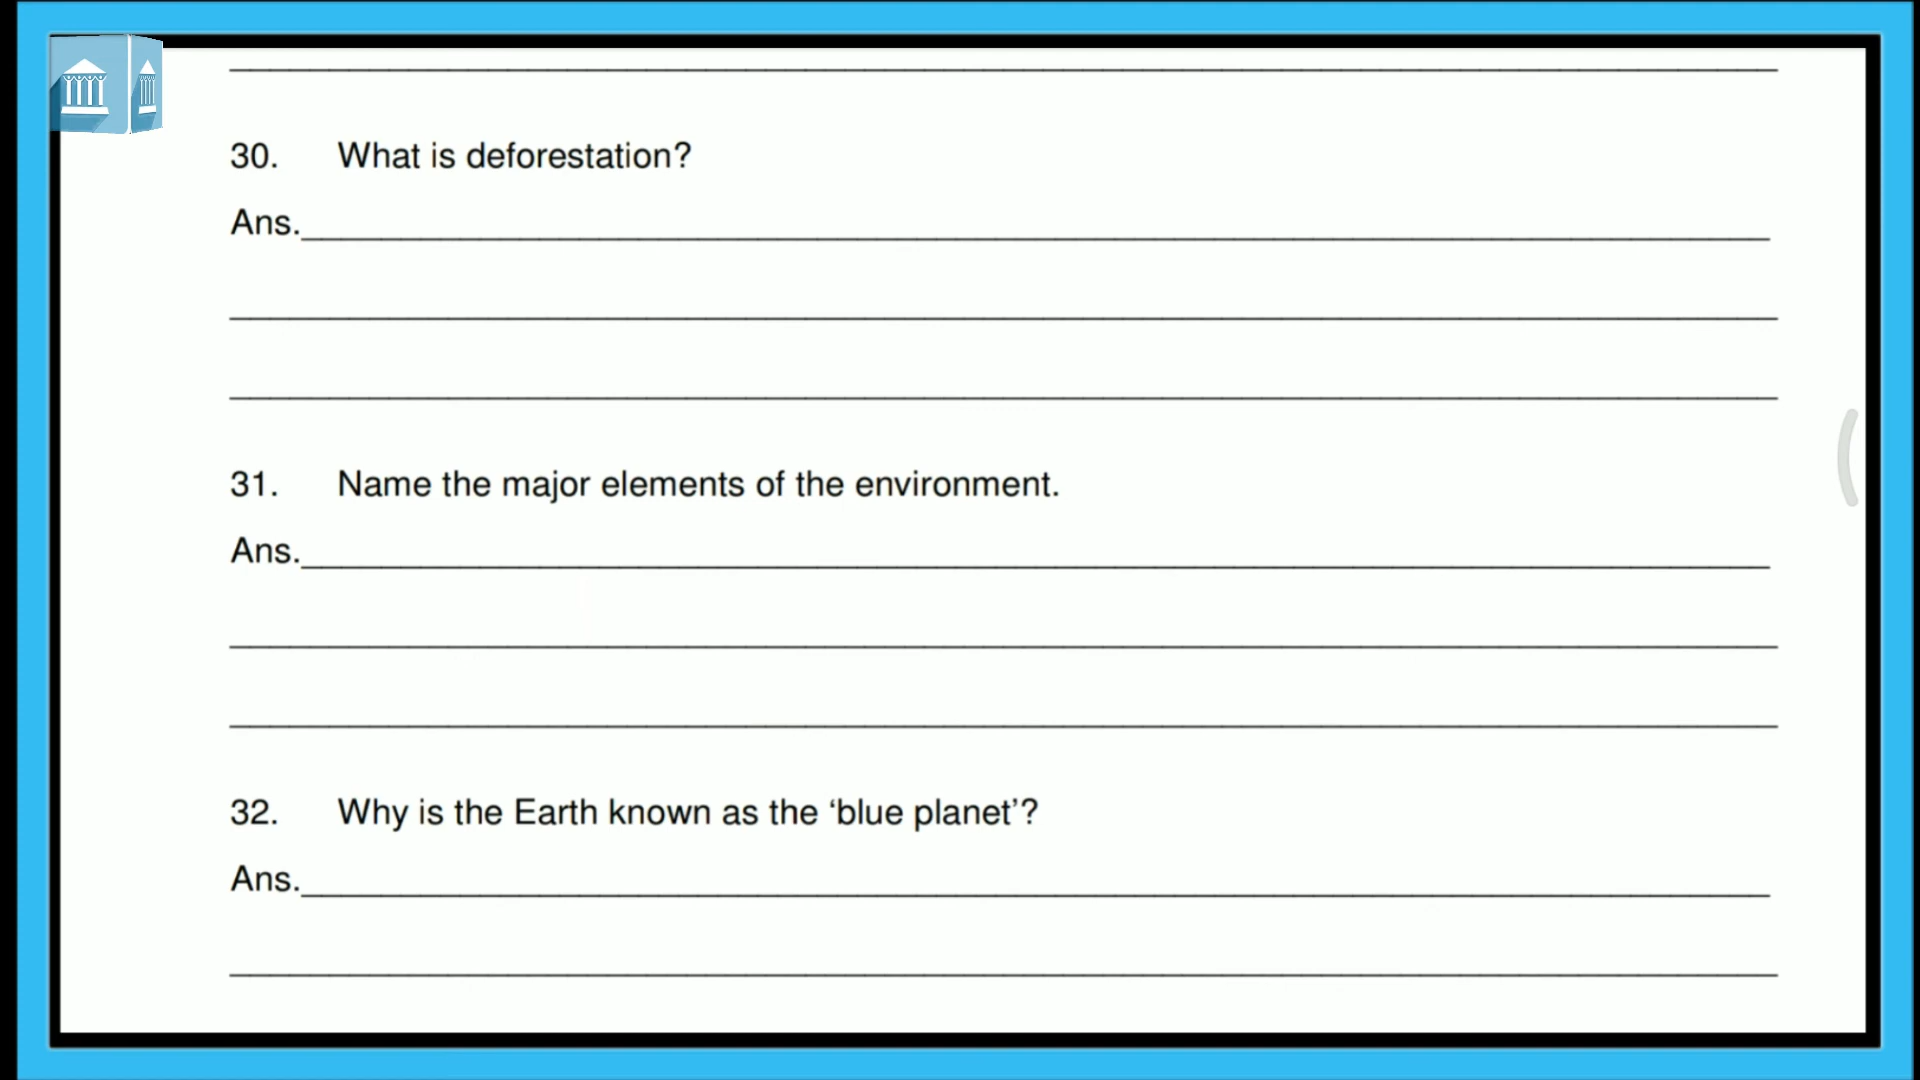 30. What is deforestation?
Ans.
31. Name the major elements of the environment.
Ans.
32. Why is the Earth known as the ‘blue planet’?
Ans.